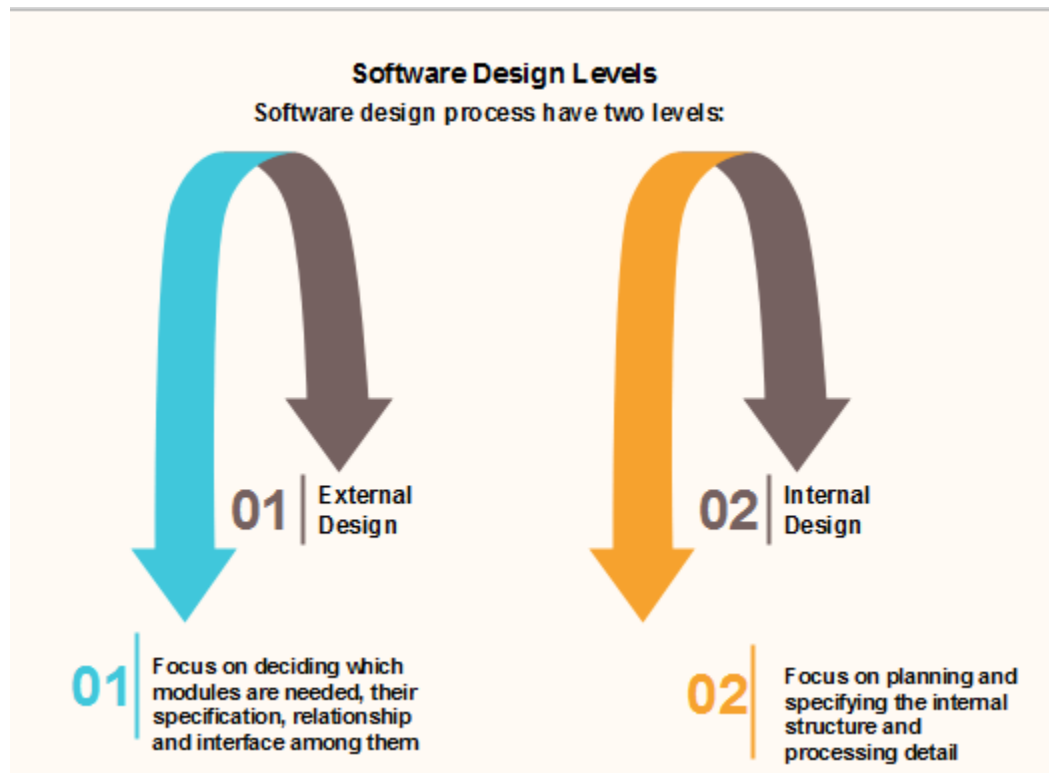 Software Design Levels
Software design process have two levels:
01
External
Design
02
Internal
Design
01
Focus on deciding which
modules are needed, their
specification, relationship
and interface among them
02
Focus on planning and
specifying the internal
structure and
processing detail